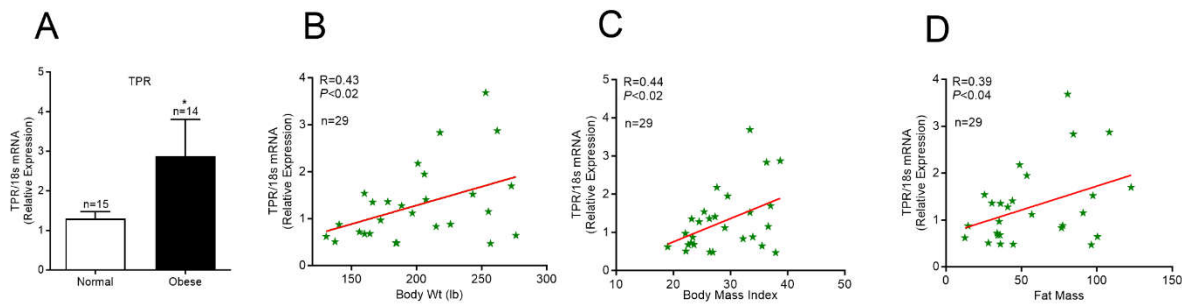 A
TPR
TPR/18s mRNA
(Relative Expression)
5
4
3
2
1
0
*
n=14
n=15
Normal
Obese
B
R=0.43
P<0.02
n=29
TPR/18s mRNA
(Relative Expression)
4
3
2
1
0
100
150
200
250
300
Body Wt (lb)
C
R=0.44
P<0.02
n=29
TPR/18s mRNA
(Relative Expression)
5
4
3
2
1
0
10
20
30
40
50
Body Mass Index
D
R=0.39
P<0.04
n=29
TPR/18s mRNA
(Relative Expression)
4
3
2
1
0
0
50
100
150
Fat Mass